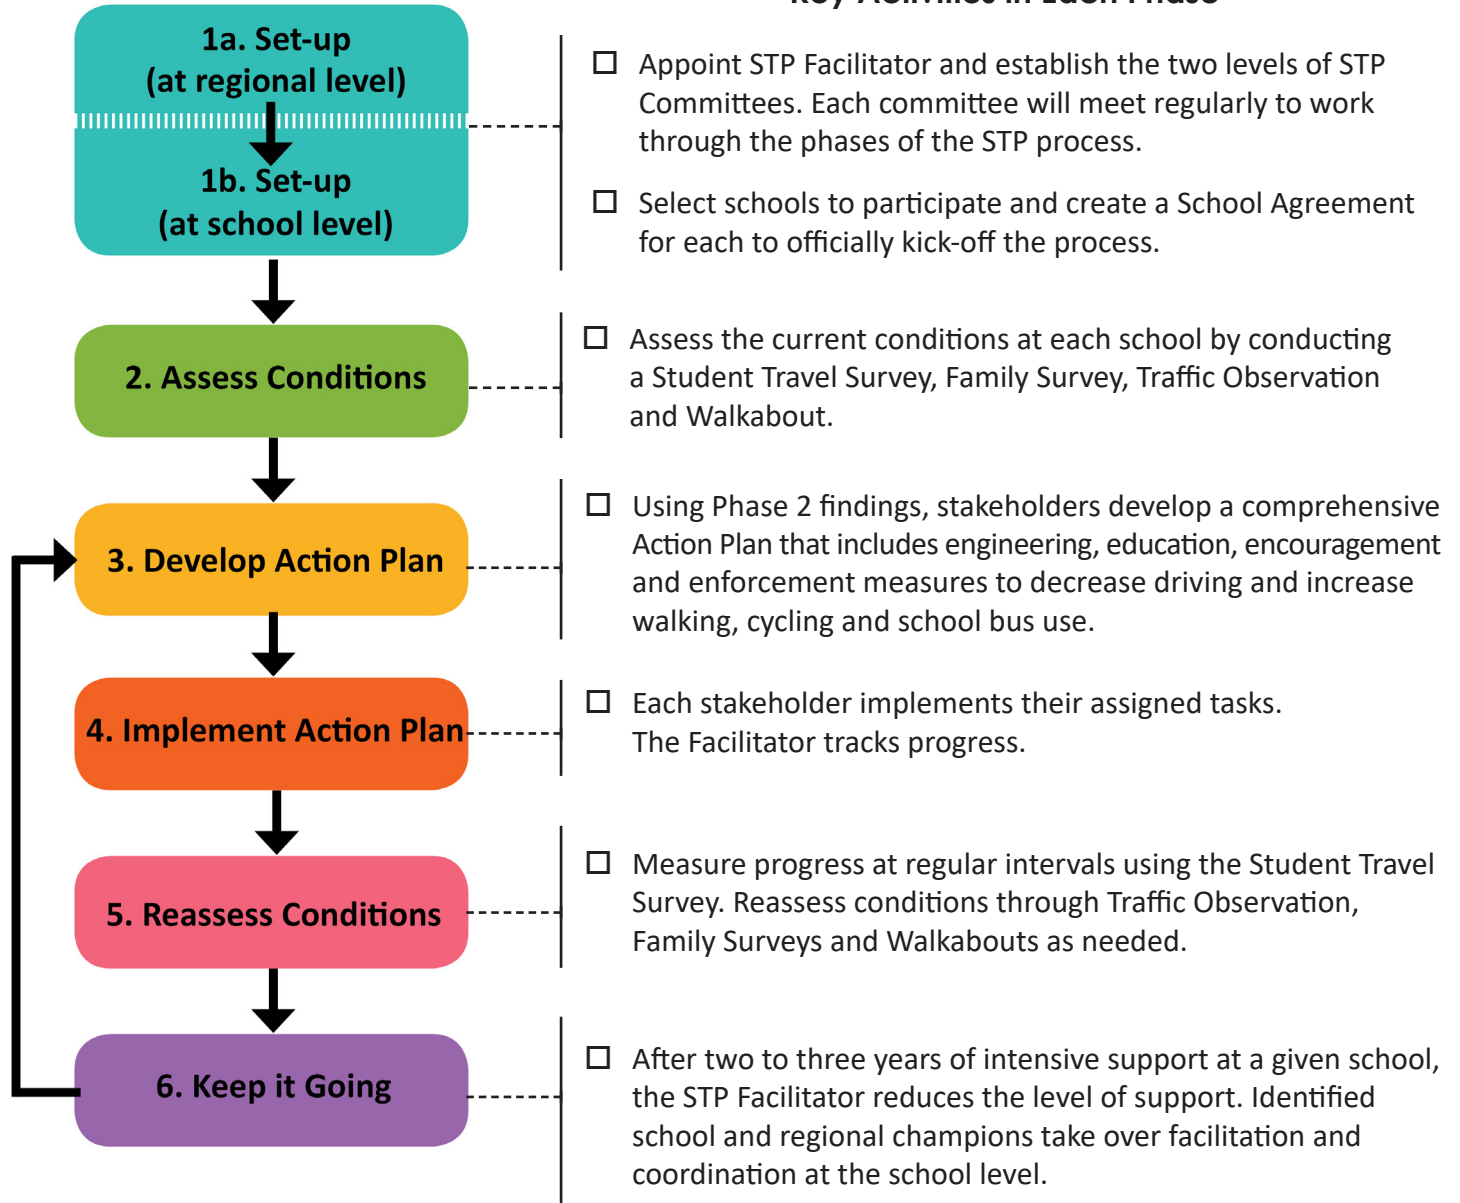 Key Activities in Each Phase
1a. Set-up
(at regional level)
1b. Set-up
(at school level)
☐ Appoint STP Facilitator and establish the two levels of STP
Committees. Each committee will meet regularly to work
through the phases of the STP process.
☐ Select schools to participate and create a School Agreement
for each to officially kick-off the process.
2. Assess Conditions
☐ Assess the current conditions at each school by conducting
a Student Travel Survey, Family Survey, Traffic Observation
and Walkabout.
3. Develop Action Plan
☐ Using Phase 2 findings, stakeholders develop a comprehensive
Action Plan that includes engineering, education, encouragement
and enforcement measures to decrease driving and increase
walking, cycling and school bus use.
4. Implement Action Plan
☐ Each stakeholder implements their assigned tasks.
The Facilitator tracks progress.
5. Reassess Conditions
☐ Measure progress at regular intervals using the Student Travel
Survey. Reassess conditions through Traffic Observation,
Family Surveys and Walkabouts as needed.
6. Keep it Going
☐ After two to three years of intensive support at a given school,
the STP Facilitator reduces the level of support. Identified
school and regional champions take over facilitation and
coordination at the school level.